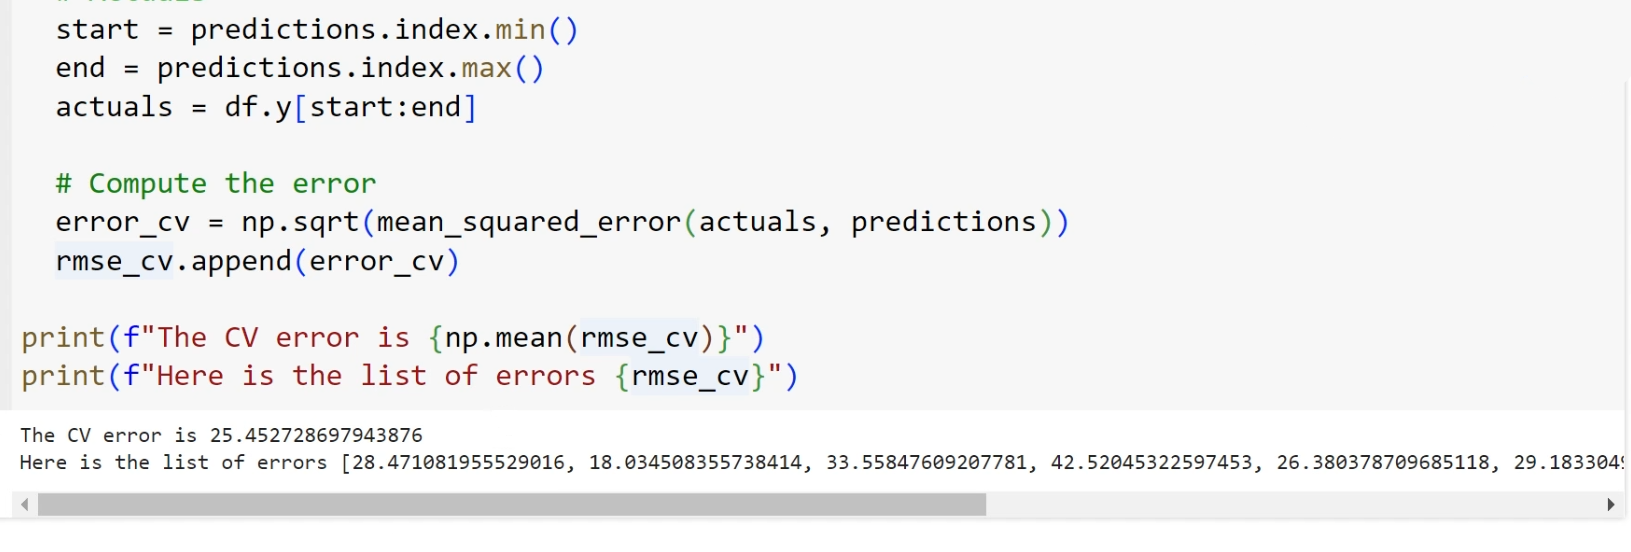 start = predictions.index.min()
end = predictions.index.max()
actuals = df.y[start:end]
# Compute the error
error_cv = np.sqrt(mean_squared_error(actuals, predictions))
rmse_cv.append(error_cv)
print(f"The CV error is {np.mean(rmse_cv)}")
print(f"Here is the list of errors {rmse_cv}")
The CV error is 25.452728697943876
Here is the list of errors [28.471081955529016, 18.034508355738414, 33.55847609207781, 42.52045322597453, 26.380378709685118, 29.183304